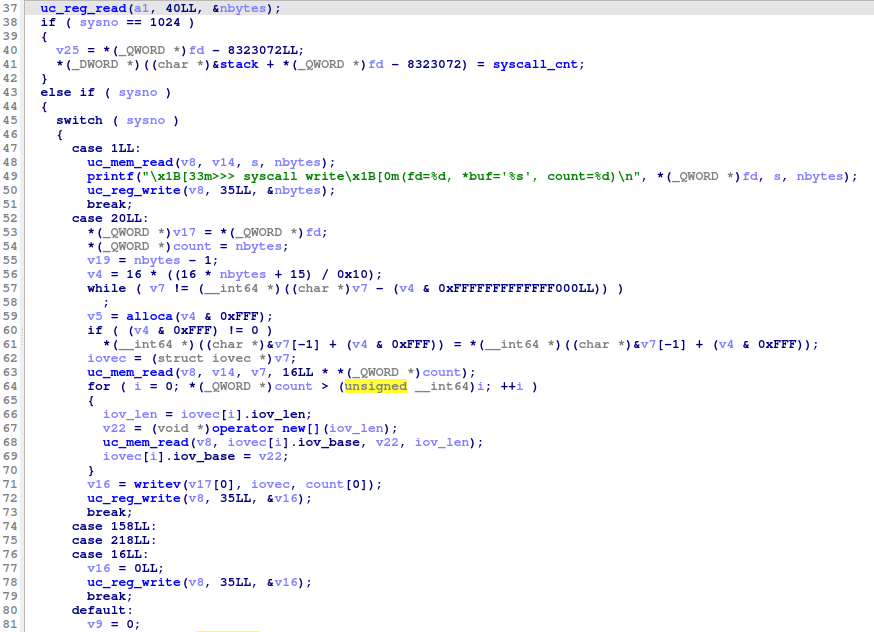 37 uc_reg_read(a1, 40LL, &nbytes);
38 if ( sysno == 1024 )
39 {
40 v25 = *(_QWORD *)fd - 8323072LL;
41 *(_DWORD *)((char *)&stack + *(_QWORD *)fd - 8323072) = syscall_cnt;
42 }
43 else if ( sysno )
44 {
45 switch ( sysno )
46 {
47 case 1LL:
48 uc_mem_read(v8, v14, s, nbytes);
49 printf("\x1B[33m>>> syscall write\x1B[0m(fd=%d, *buf='%s', count=%d)\n", *(_QWORD *)fd, s, nbytes);
50 uc_reg_write(v8, 35LL, &nbytes);
51 break;
52 case 20LL:
53 *(_QWORD *)v17 = *(_QWORD *)fd;
54 *(_QWORD *)count = nbytes;
55 v19 = nbytes - 1;
56 v4 = 16 * ((16 * nbytes + 15) / 0x10);
57 while ( v7 != (__int64 *)((char *)v7 - (v4 & 0xFFFFFFFFFFFFF000LL)) )
58 ;
59 v5 = alloca(v4 & 0xFFF);
60 if ( (v4 & 0xFFF) != 0 )
61 *(__int64 *)((char *)&v7[-1] + (v4 & 0xFFF)) = *(__int64 *)((char *)&v7[-1] + (v4 & 0xFFF));
62 iovec = (struct iovec *)v7;
63 uc_mem_read(v8, v14, v7, 16LL * *(_QWORD *)count);
64 for ( i = 0; *(_QWORD *)count > (unsigned __int64)i; ++i )
65 {
66 iov_len = iovec[i].iov_len;
67 v22 = (void *)operator new[](iov_len);
68 uc_mem_read(v8, iovec[i].iov_base, v22, iov_len);
69 iovec[i].iov_base = v22;
70 }
71 v16 = writev(v17[0], iovec, count[0]);
72 uc_reg_write(v8, 35LL, &v16);
73 break;
74 case 158LL:
75 case 218LL:
76 case 16LL:
77 v16 = 0LL;
78 uc_reg_write(v8, 35LL, &v16);
79 break;
80 default:
81 v9 = 0;